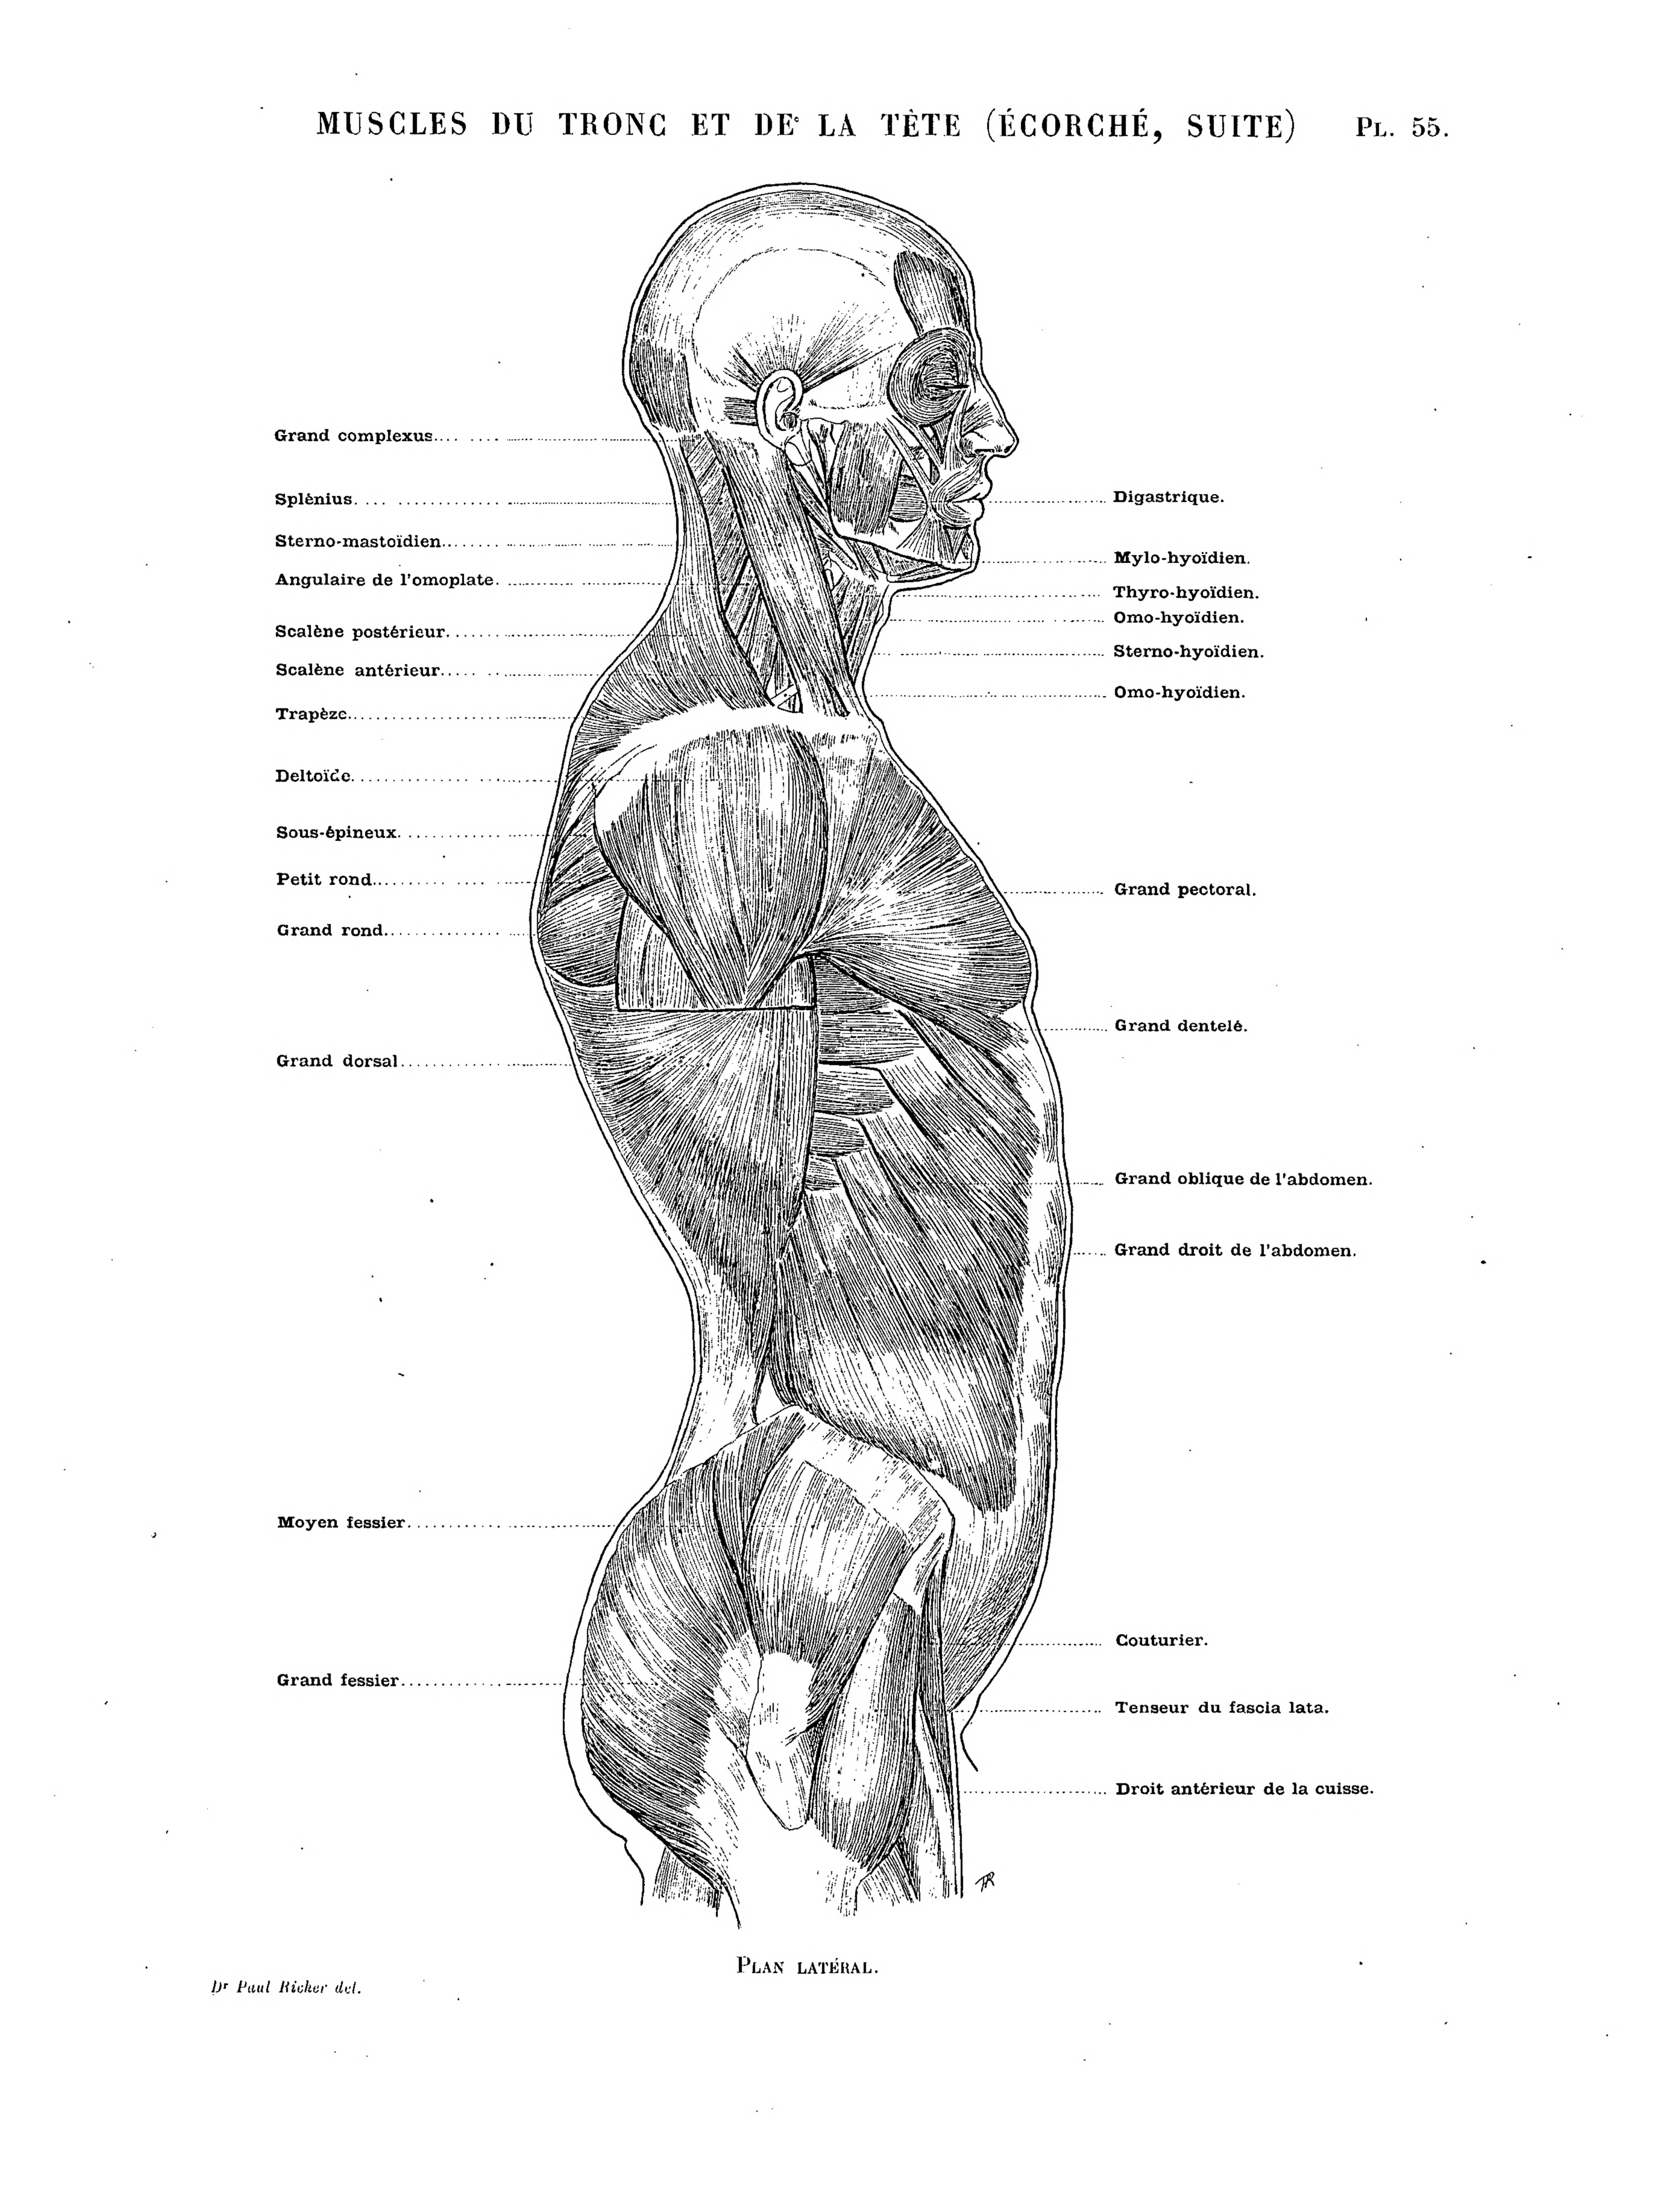 MUSCLES DU TRONC ET DE LA TÊTE (ÉCORCHÉ, SUITE) PL. 55.
Grand complexus
Splénius
Sterno-mastoïdien
Angulaire de l'omoplate.
Scalène postérieur
Scalène antérieur
Trapèze
Deltoïde
Sous-épineux
Petit rond
Grand rond
Grand dorsal
Moyen fessier
Grand fessier
Digastrique.
Mylo-hyoïdien.
Thyro-hyoïdien.
Omo-hyoïdien.
Sterno-hyoïdien.
Omo-hyoïdien.
Grand pectoral.
Grand dentelé.
Grand oblique de l'abdomen.
Grand droit de l'abdomen.
Couturier.
Tenseur du fascia lata.
Droit antérieur de la cuisse.
PLAN LATÉRAL.
Dr Paul Richer del.